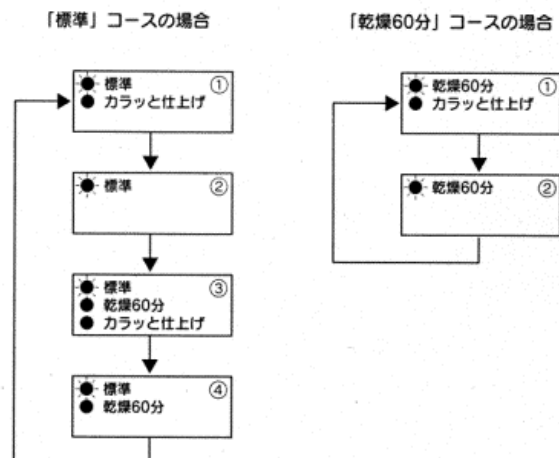 「標準」コースの場合
標準 ①
カラッと仕上げ
標準 ②
標準 ③
乾燥60分
カラッと仕上げ
標準 ④
乾燥60分
「乾燥60分」コースの場合
乾燥60分 ①
カラッと仕上げ
乾燥60分 ②